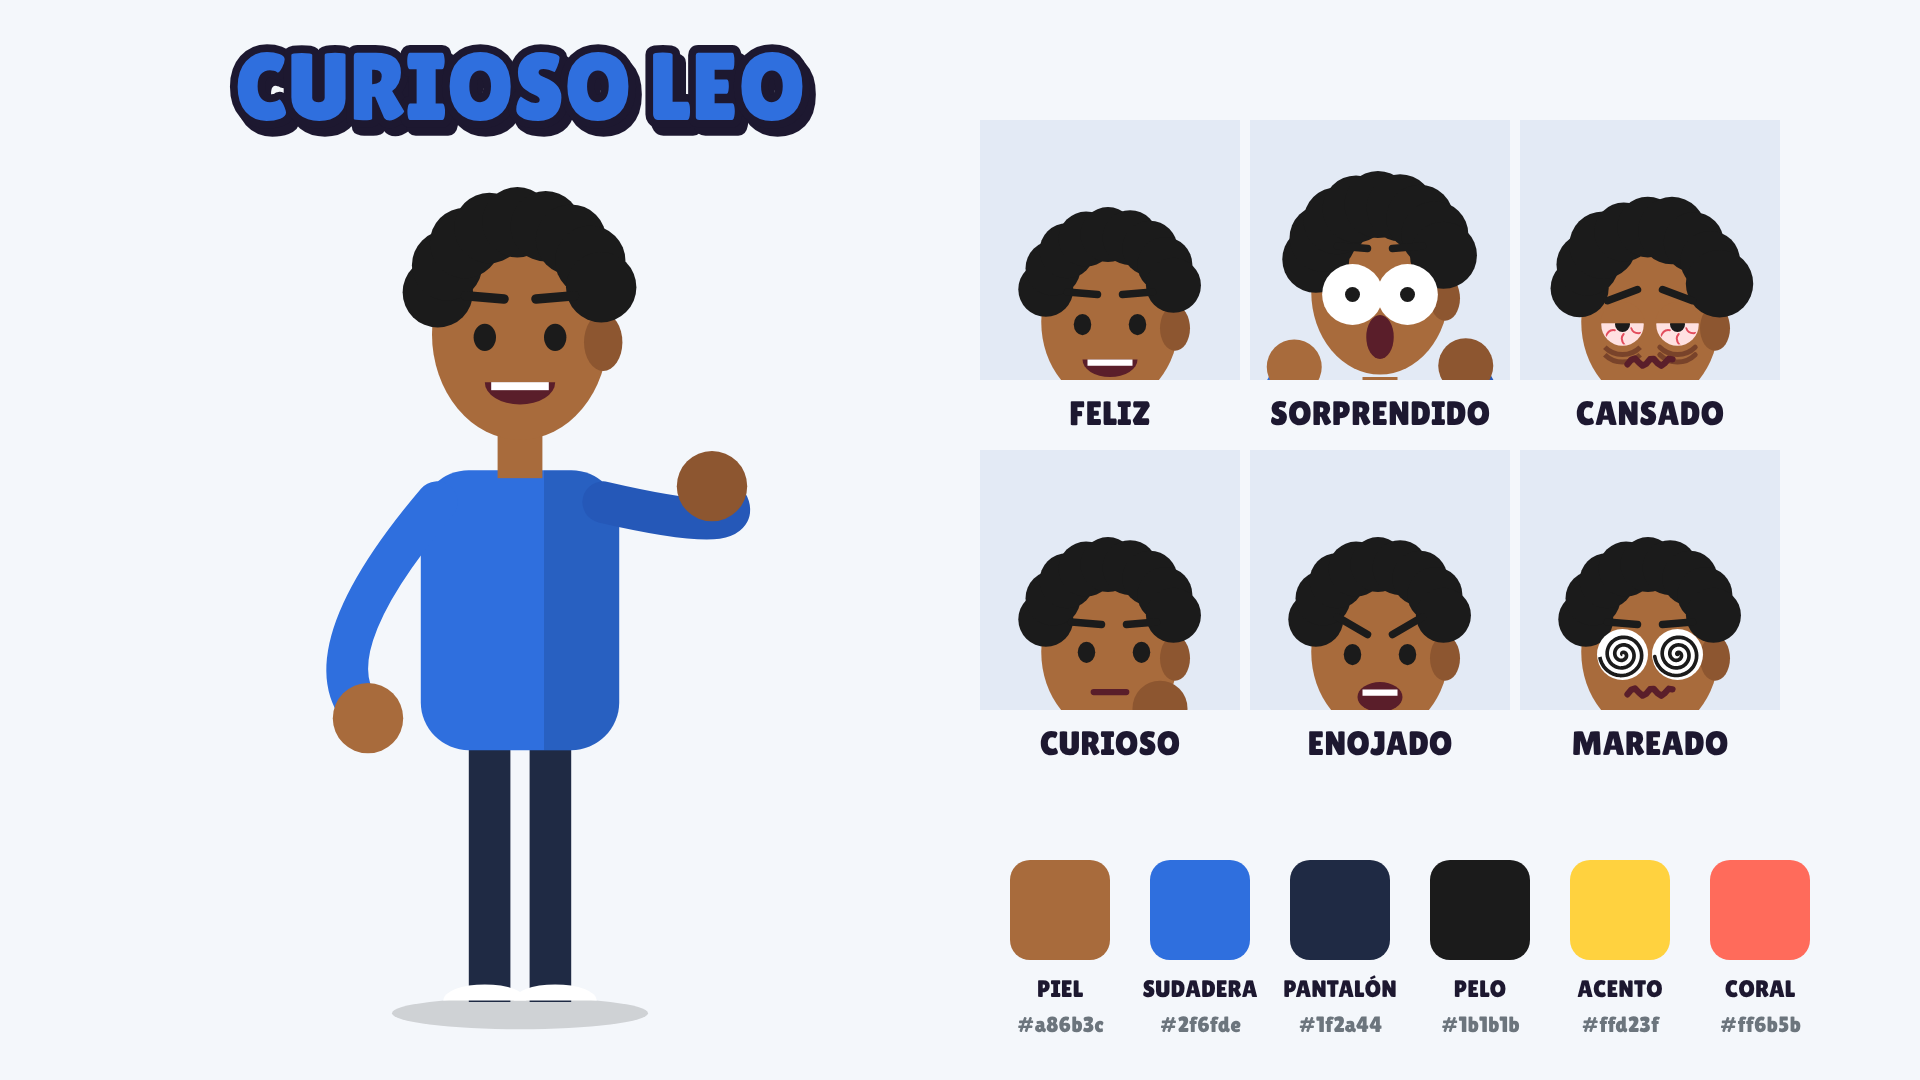 CURIOSO LEO
FELIZ
SORPRENDIDO
CANSADO
CURIOSO
ENOJADO
MAREADO
PIEL
SUDADERA
PANTALÓN
PELO
ACENTO
CORAL
#a86b3c
#2f6fde
#1f2a44
#1b1b1b
#ffd23f
#ff6b5b